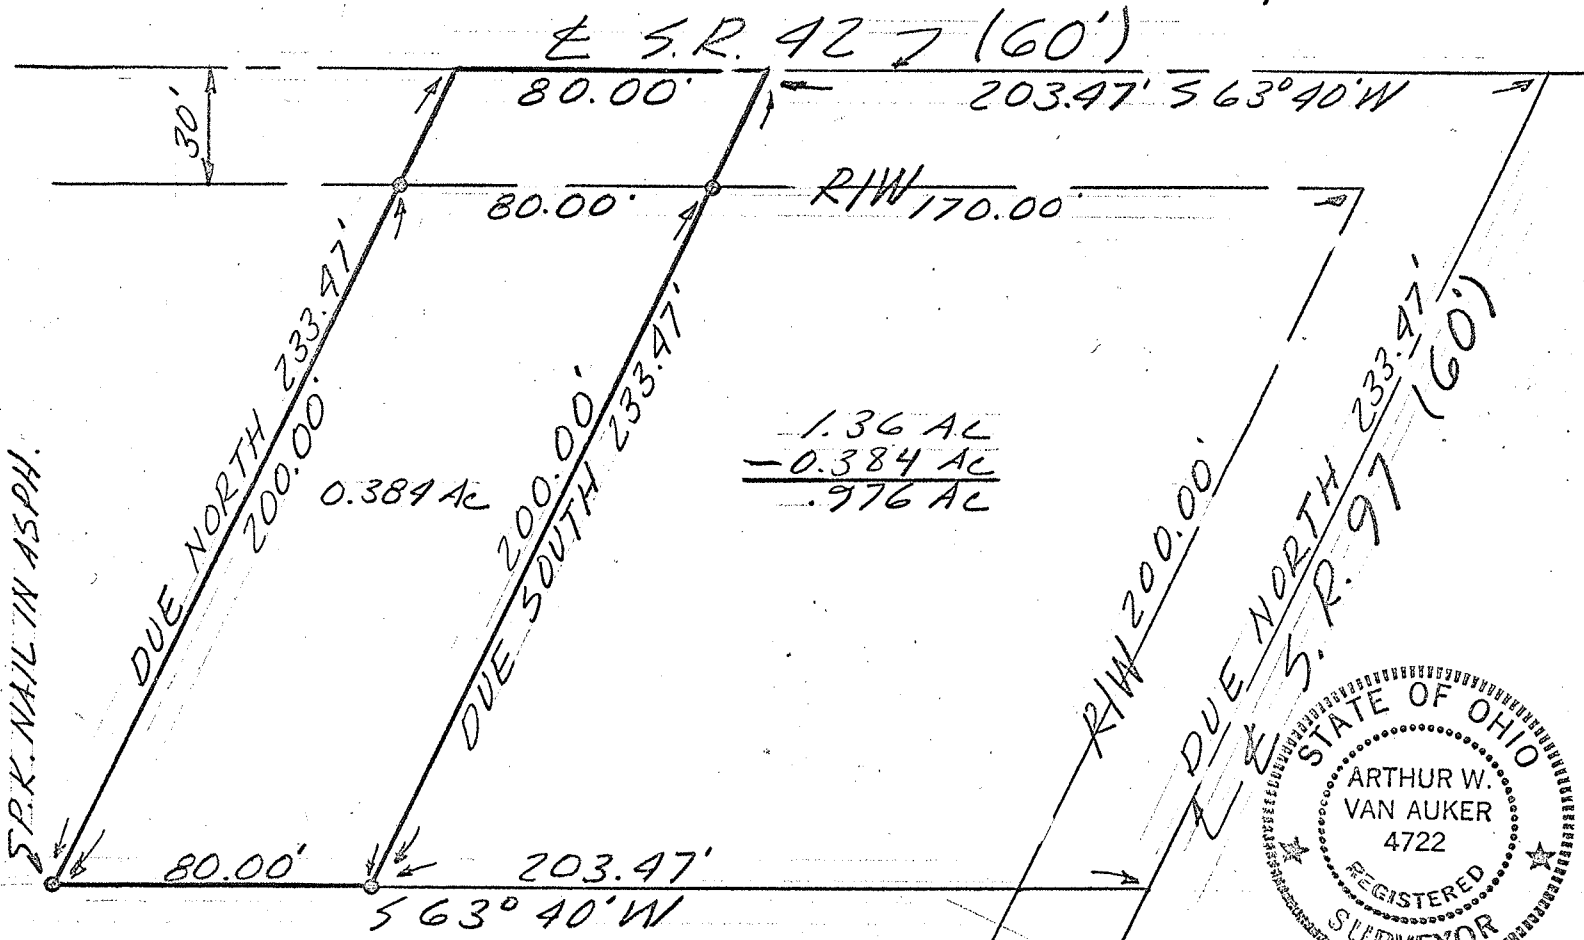 ℄ S.R. 42 (60')
80.00'
203.47' S 63°40'W
30'
80.00'
R/W
170.00'
DUE NORTH 233.47'
200.00'
200.00'
DUE SOUTH 233.47'
0.384 Ac
1.36 Ac
-0.384 Ac
.976 Ac
R/W 200.00'
DUE NORTH 233.47'
℄ S.R. 97 (60')
S.P.K. NAIL IN ASPH.
80.00'
203.47'
S 63° 40' W
STATE OF OHIO
ARTHUR W.
VAN AUKER
4722
REGISTERED
SURVEYOR